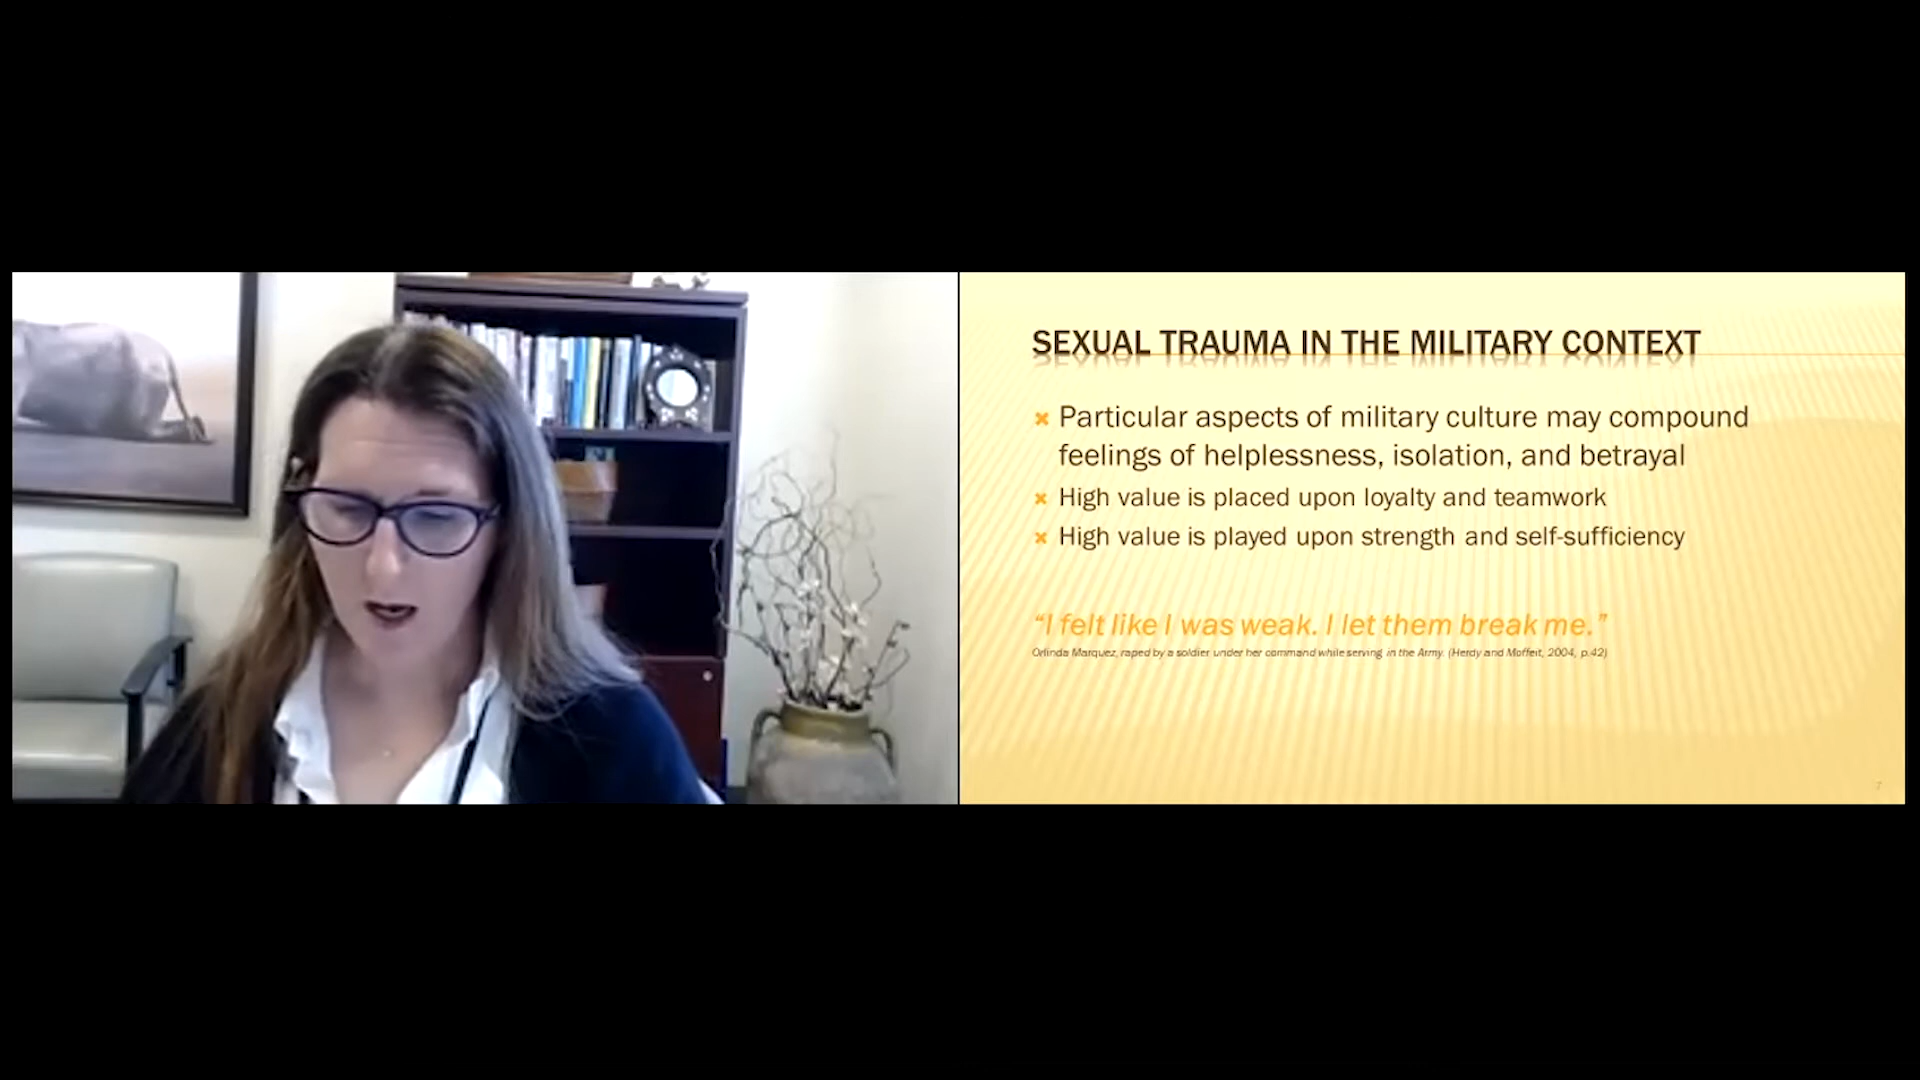 SEXUAL TRAUMA IN THE MILITARY CONTEXT
Particular aspects of military culture may compound
feelings of helplessness, isolation, and betrayal
High value is placed upon loyalty and teamwork
High value is played upon strength and self-sufficiency
“I felt like I was weak. I let them break me.”
Orlinda Marquez, raped by a soldier under her command while serving in the Army. (Herdy and Moffeit, 2004, p.42)
7